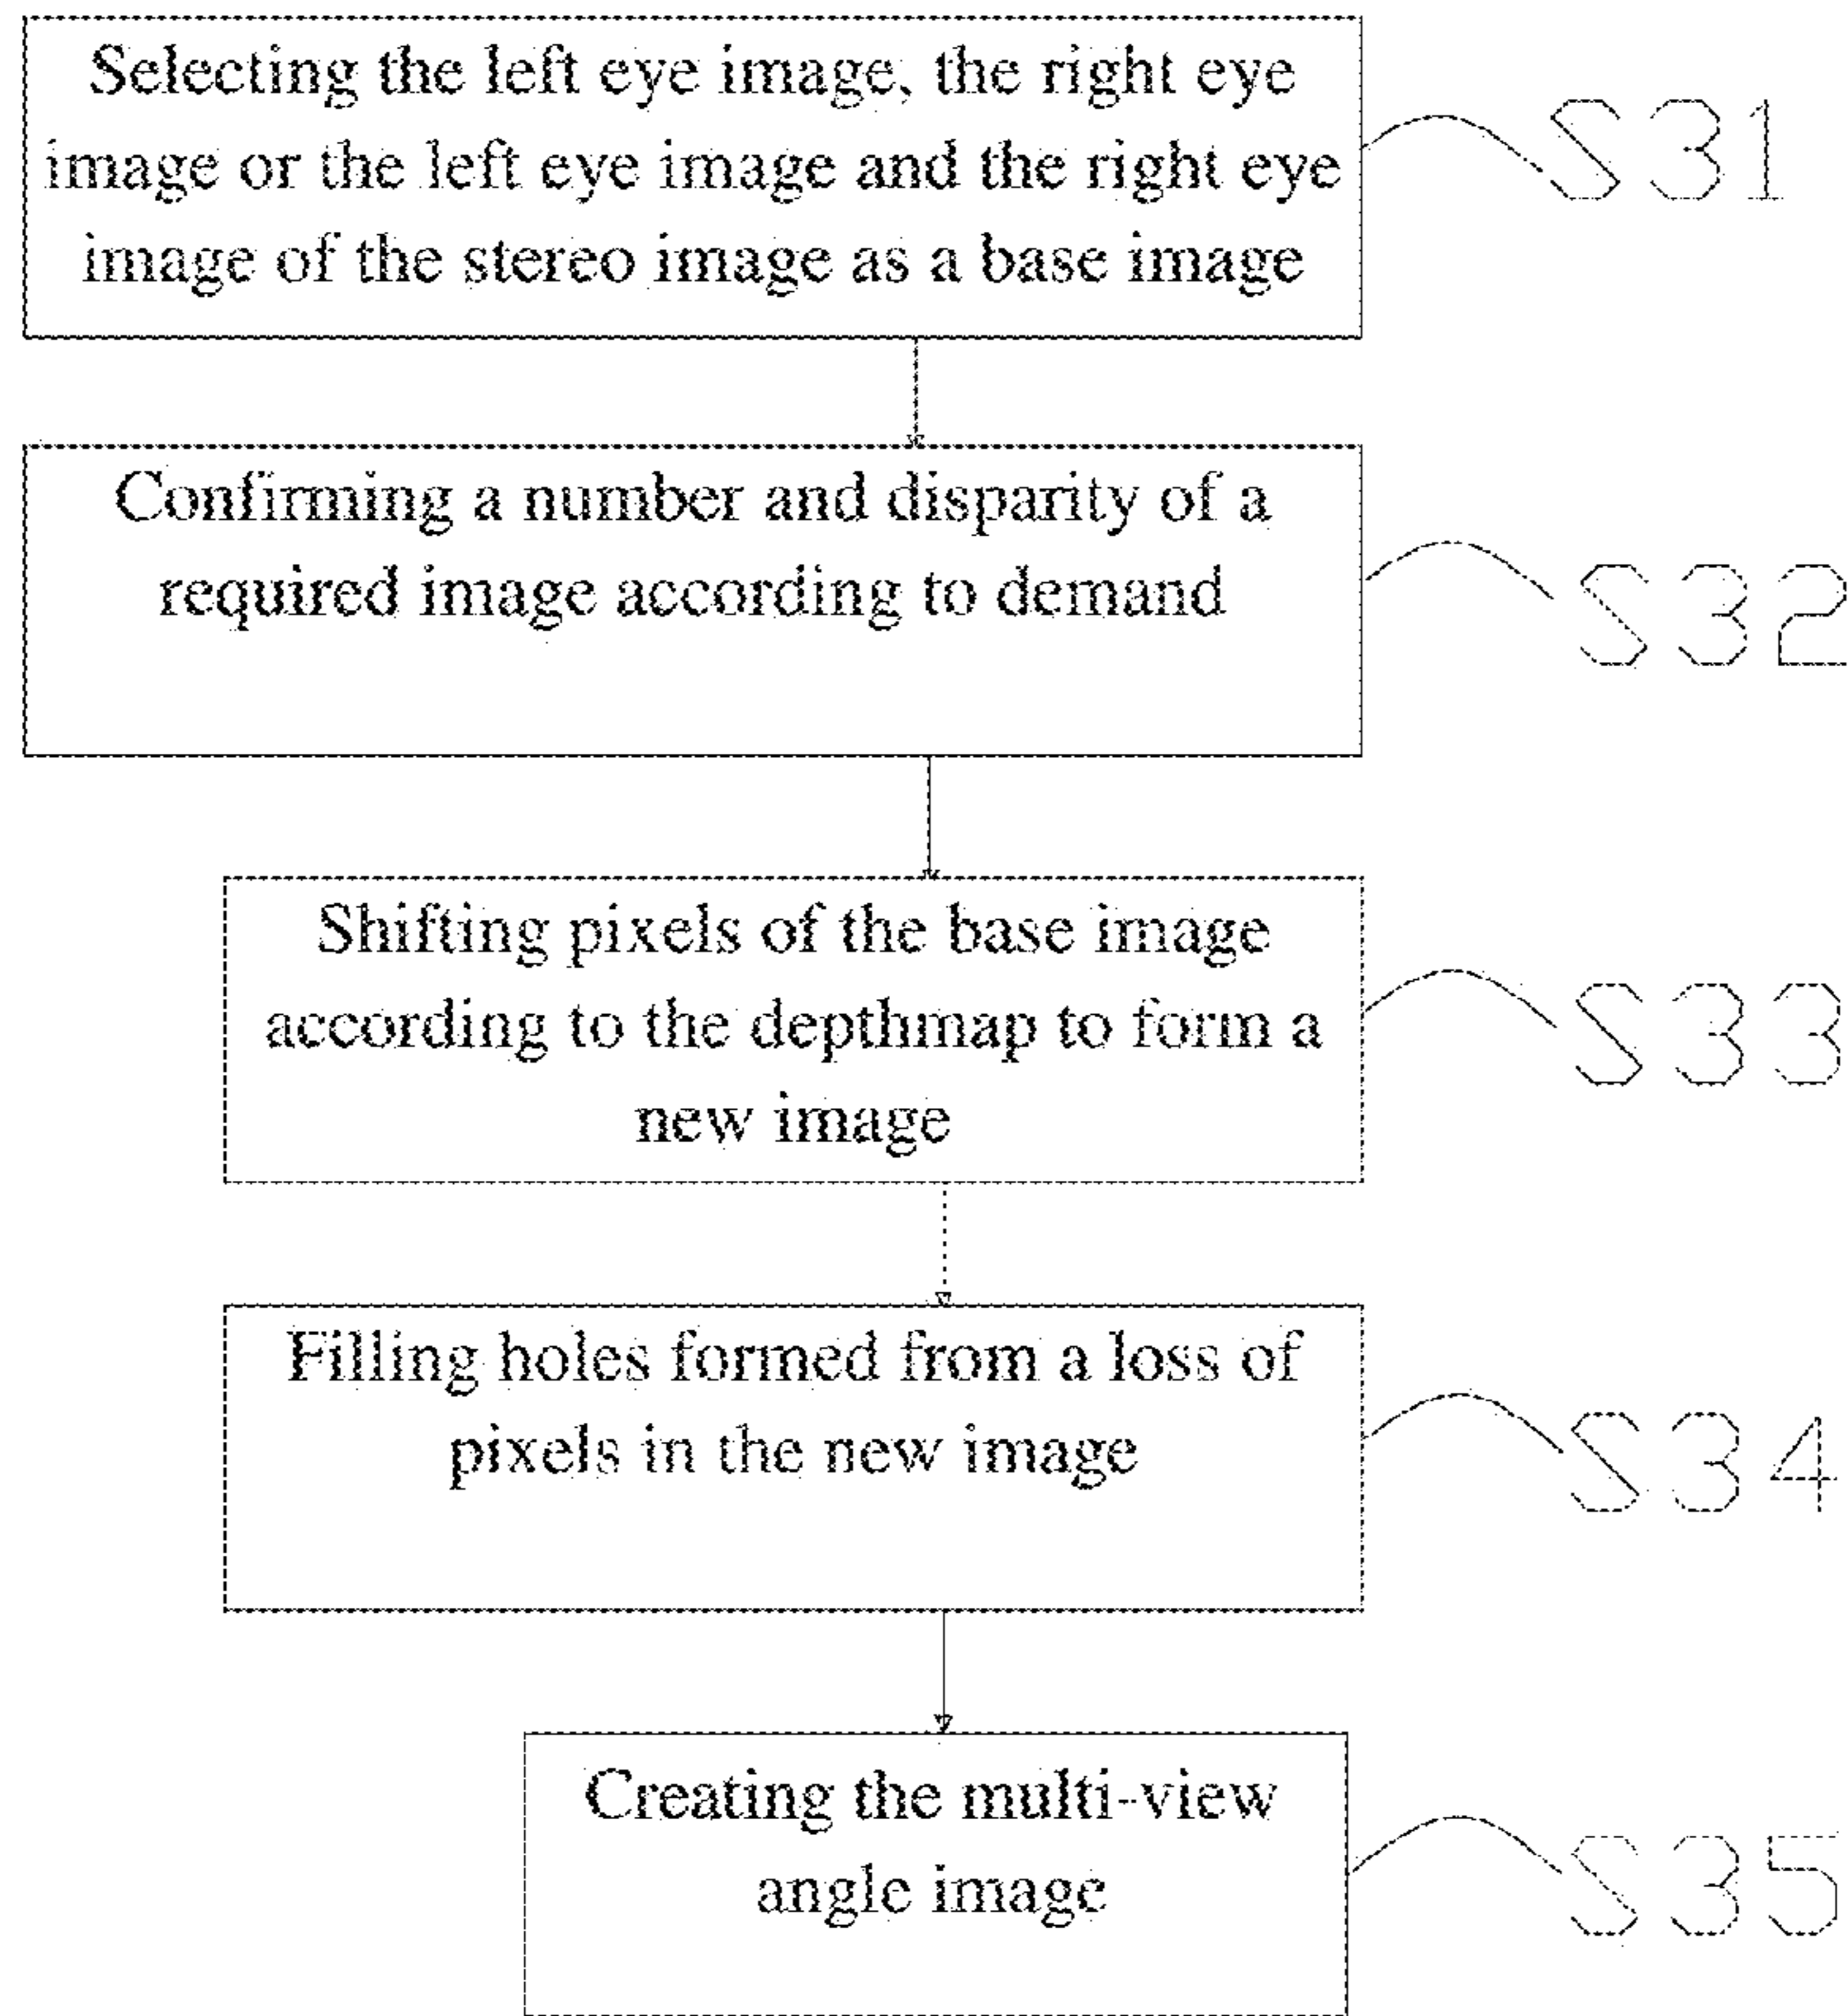 Selecting the left eye image, the right eye
image or the left eye image and the right eye
image of the stereo image as a base image
S31
Confirming a number and disparity of a
required image according to demand
S32
Shifting pixels of the base image
according to the depthmap to form a
new image
S33
Filling holes formed from a loss of
pixels in the new image
S34
Creating the multi-view
angle image
S35